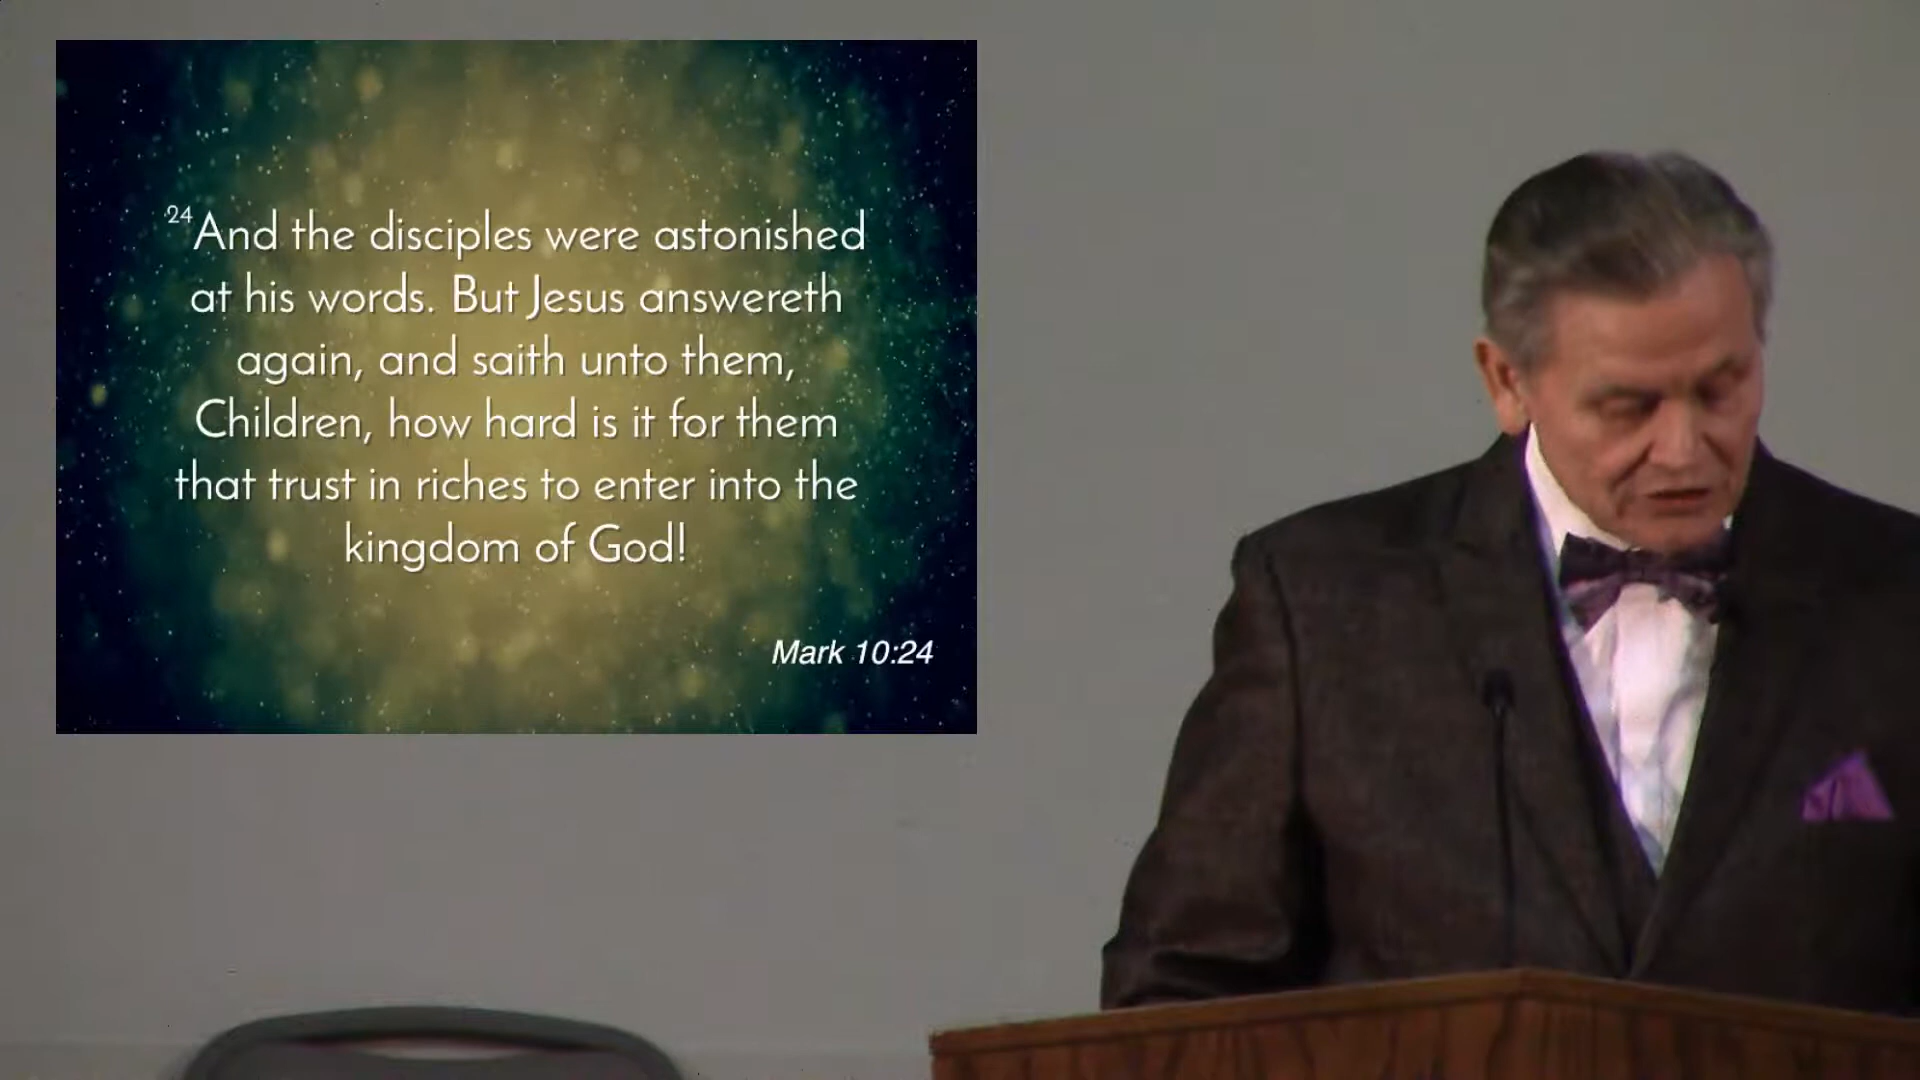 24 And the disciples were astonished
at his words. But Jesus answereth
again, and saith unto them,
Children, how hard is it for them
that trust in riches to enter into the
kingdom of God!
Mark 10:24